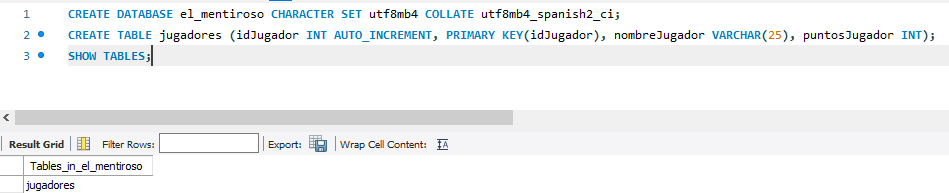 1 CREATE DATABASE el_mentiroso CHARACTER SET utf8mb4 COLLATE utf8mb4_spanish2_ci;
2 CREATE TABLE jugadores (idJugador INT AUTO_INCREMENT, PRIMARY KEY(idJugador), nombreJugador VARCHAR(25), puntosJugador INT);
3 SHOW TABLES;
Result Grid Filter Rows: Export: Wrap Cell Content: IA
Tables_in_el_mentiroso
jugadores